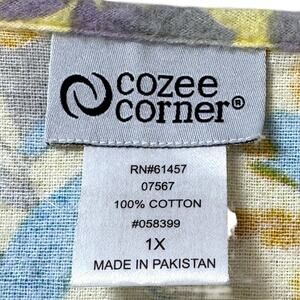 cozee
corner®
RN#61457
07567
100% COTTON
#058399
1X
MADE IN PAKISTAN